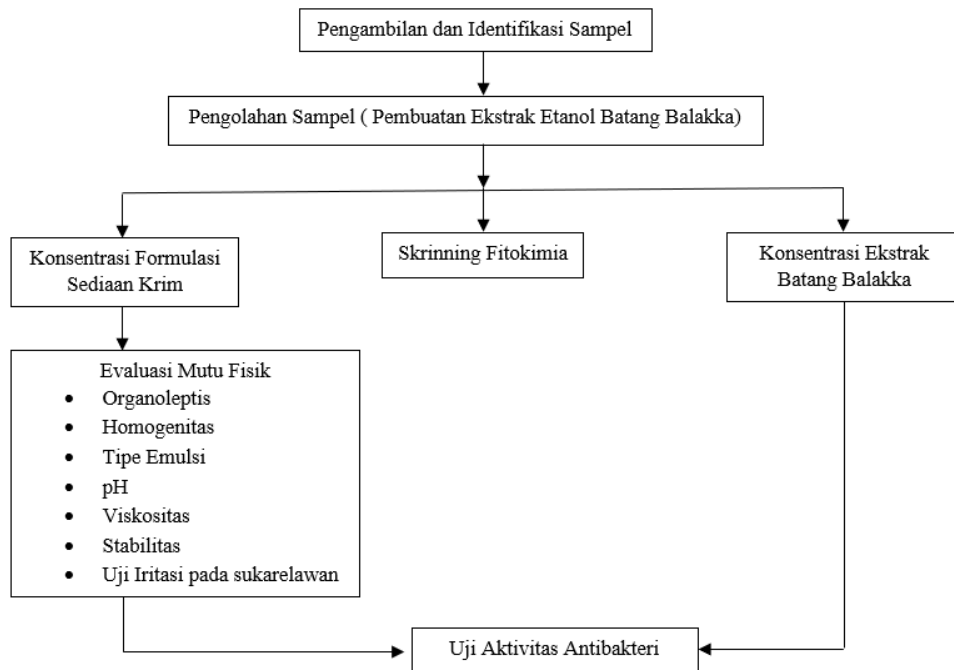 Pengambilan dan Identifikasi Sampel
Pengolahan Sampel ( Pembuatan Ekstrak Etanol Batang Balakka)
Konsentrasi Formulasi
Sediaan Krim
Skrinning Fitokimia
Konsentrasi Ekstrak
Batang Balakka
Evaluasi Mutu Fisik
• Organoleptis
• Homogenitas
• Tipe Emulsi
• pH
• Viskositas
• Stabilitas
• Uji Iritasi pada sukarelawan
Uji Aktivitas Antibakteri